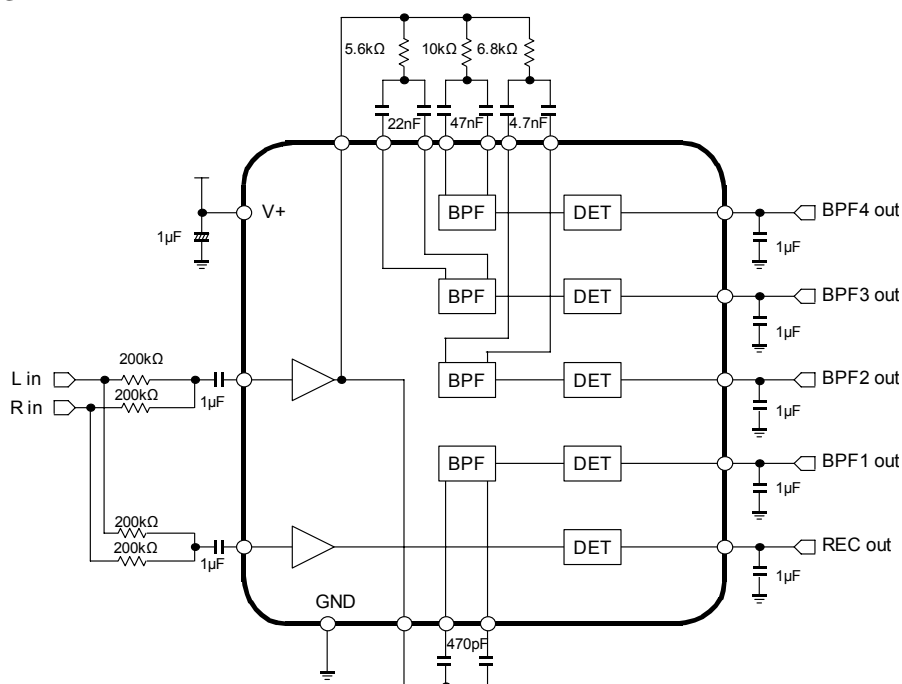 5.6kΩ
10kΩ
6.8kΩ
22nF
47nF
4.7nF
V+
1µF
BPF
DET
BPF4 out
1µF
BPF
DET
BPF3 out
1µF
200kΩ
L in
R in
200kΩ
1µF
BPF
DET
BPF2 out
1µF
BPF
DET
BPF1 out
1µF
200kΩ
200kΩ
1µF
DET
REC out
1µF
GND
470pF